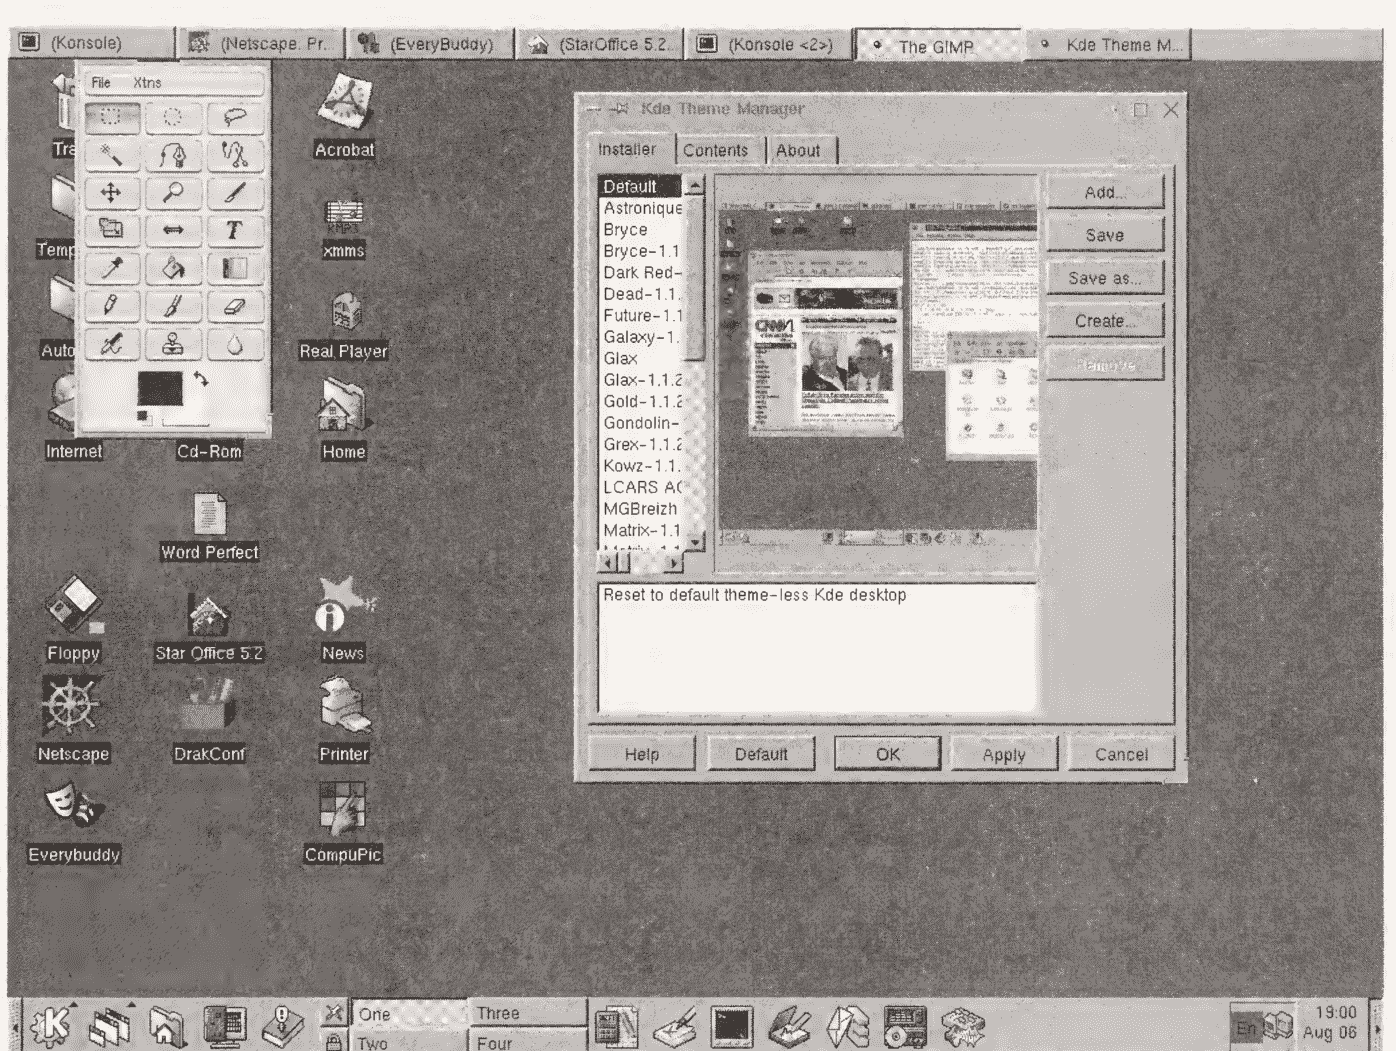 (Konsole)
(Netscape: Pr.
(EveryBuddy)
(StarOffice 5.2.
(Konsole <2>)
The GIMP
Kde Theme M...
File Xtns
Tra
Temp
Auto
Internet
Cd-Rom
Acrobat
xmms
Real Player
Home
Word Perfect
Floppy
Star Office 5.2
News
Netscape
DrakConf
Printer
Everybuddy
CompuPic
Kde Theme Manager
Installer
Contents
About
Default
Astronique
Bryce
Bryce-1.1
Dark Red-
Dead-1.1.
Future-1.1
Galaxy-1.
Glax
Glax-1.1.2
Gold-1.1.2
Gondolin-
Grex-1.1.2
Kowz-1.1.
LCARS AC
MGBreizh
Matrix-1.1
CNN
Add...
Save
Save as...
Create...
Remove
Reset to default theme-less Kde desktop
Help
Default
OK
Apply
Cancel
One
Two
Three
Four
En
19:00
Aug 06